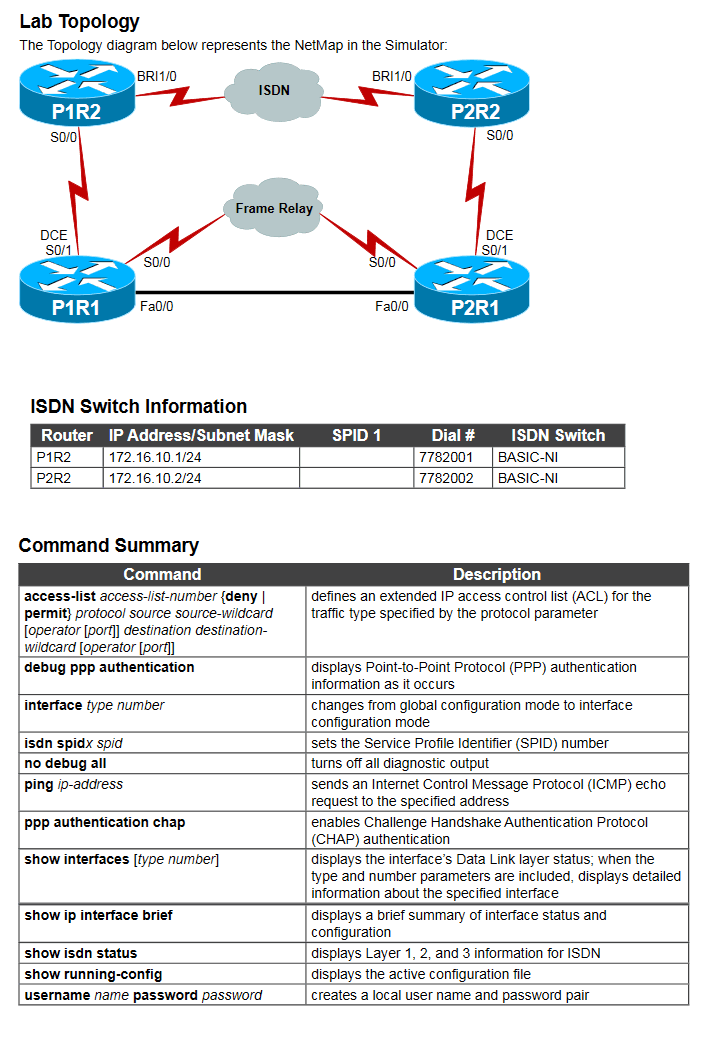 Lab Topology
The Topology diagram below represents the NetMap in the Simulator:
BRI1/0
ISDN
BRI1/0
P1R2
P2R2
S0/0
S0/0
Frame Relay
DCE
S0/1
DCE
S0/1
S0/0
S0/0
P1R1
Fa0/0
Fa0/0
P2R1
ISDN Switch Information
Router IP Address/Subnet Mask SPID 1 Dial # ISDN Switch
P1R2 172.16.10.1/24 7782001 BASIC-NI
P2R2 172.16.10.2/24 7782002 BASIC-NI
Command Summary
Command Description
access-list access-list-number {deny |
permit} protocol source source-wildcard
[operator [port]] destination destination-
wildcard [operator [port]]
defines an extended IP access control list (ACL) for the
traffic type specified by the protocol parameter
debug ppp authentication
displays Point-to-Point Protocol (PPP) authentication
information as it occurs
interface type number
changes from global configuration mode to interface
configuration mode
isdn spidx spid
sets the Service Profile Identifier (SPID) number
no debug all
turns off all diagnostic output
ping ip-address
sends an Internet Control Message Protocol (ICMP) echo
request to the specified address
ppp authentication chap
enables Challenge Handshake Authentication Protocol
(CHAP) authentication
show interfaces [type number]
displays the interface's Data Link layer status; when the
type and number parameters are included, displays detailed
information about the specified interface
show ip interface brief
displays a brief summary of interface status and
configuration
show isdn status
displays Layer 1, 2, and 3 information for ISDN
show running-config
displays the active configuration file
username name password password
creates a local user name and password pair